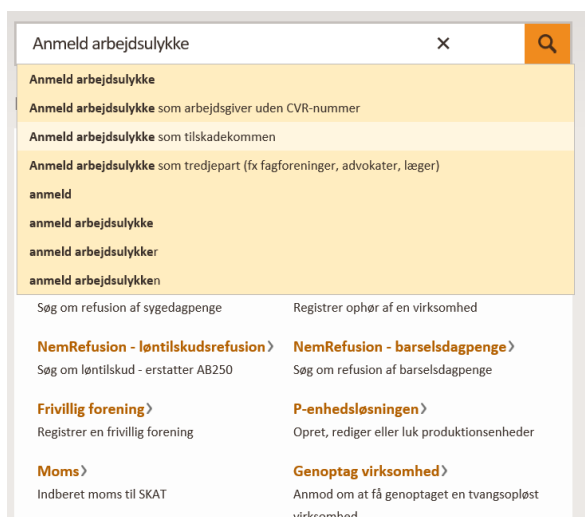 Anmeld arbejdsulykke
Anmeld arbejdsulykke
Anmeld arbejdsulykke som arbejdsgiver uden CVR-nummer
Anmeld arbejdsulykke som tilskadekommen
Anmeld arbejdsulykke som tredjepart (fx fagforeninger, advokater, læger)
anmeld
anmeld arbejdsulykke
anmeld arbejdsulykker
anmeld arbejdsulykken
Søg om refusion af sygedagpenge
Registrer ophør af en virksomhed
NemRefusion - løntilskudsrefusion
Søg om løntilskud - erstatter AB250
NemRefusion - barselsdagpenge
Søg om refusion af barselsdagpenge
Frivillig forening
Registrer en frivillig forening
P-enhedsløsningen
Opret, rediger eller luk produktionsenheder
Moms
Indberet moms til SKAT
Genoptag virksomhed
Anmod om at få genoptaget en tvangsopløst
virksomhed